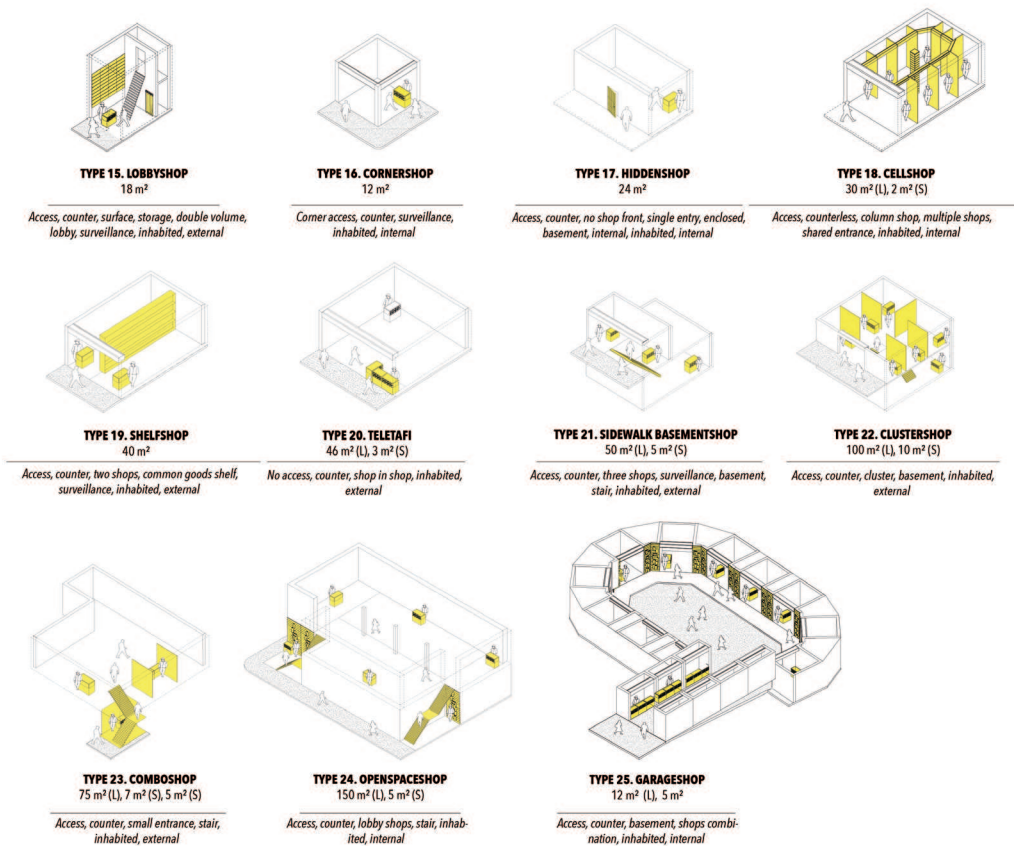 TYPE 15. LOBBYSHOP
18 m²
Access, counter, surface, storage, double volume,
lobby, surveillance, inhabited, external
TYPE 16. CORNERSHOP
12 m²
Corner access, counter, surveillance,
inhabited, internal
TYPE 17. HIDDENSHOP
24 m²
Access, counter, no shop front, single entry, enclosed,
basement, internal, inhabited, internal
TYPE 18. CELLSHOP
30 m² (L), 2 m² (S)
Access, counterless, column shop, multiple shops,
shared entrance, inhabited, internal
TYPE 19. SHELFSHOP
40 m²
Access, counter, two shops, common goods shelf,
surveillance, inhabited, external
TYPE 20. TELETAFI
46 m² (L), 3 m² (S)
No access, counter, shop in shop, inhabited,
external
TYPE 21. SIDEWALK BASEMENTSHOP
50 m² (L), 5 m² (S)
Access, counter, three shops, surveillance, basement,
stair, inhabited, external
TYPE 22. CLUSTERSHOP
100 m² (L), 10 m² (S)
Access, counter, cluster, basement, inhabited,
external
TYPE 23. COMBOSHOP
75 m² (L), 7 m² (S), 5 m² (S)
Access, counter, small entrance, stair,
inhabited, external
TYPE 24. OPENSPACESHOP
150 m² (L), 5 m² (S)
Access, counter, lobby shops, stair, inhab-
ited, internal
TYPE 25. GARAGESHOP
12 m² (L), 5 m²
Access, counter, basement, shops combi-
nation, inhabited, internal